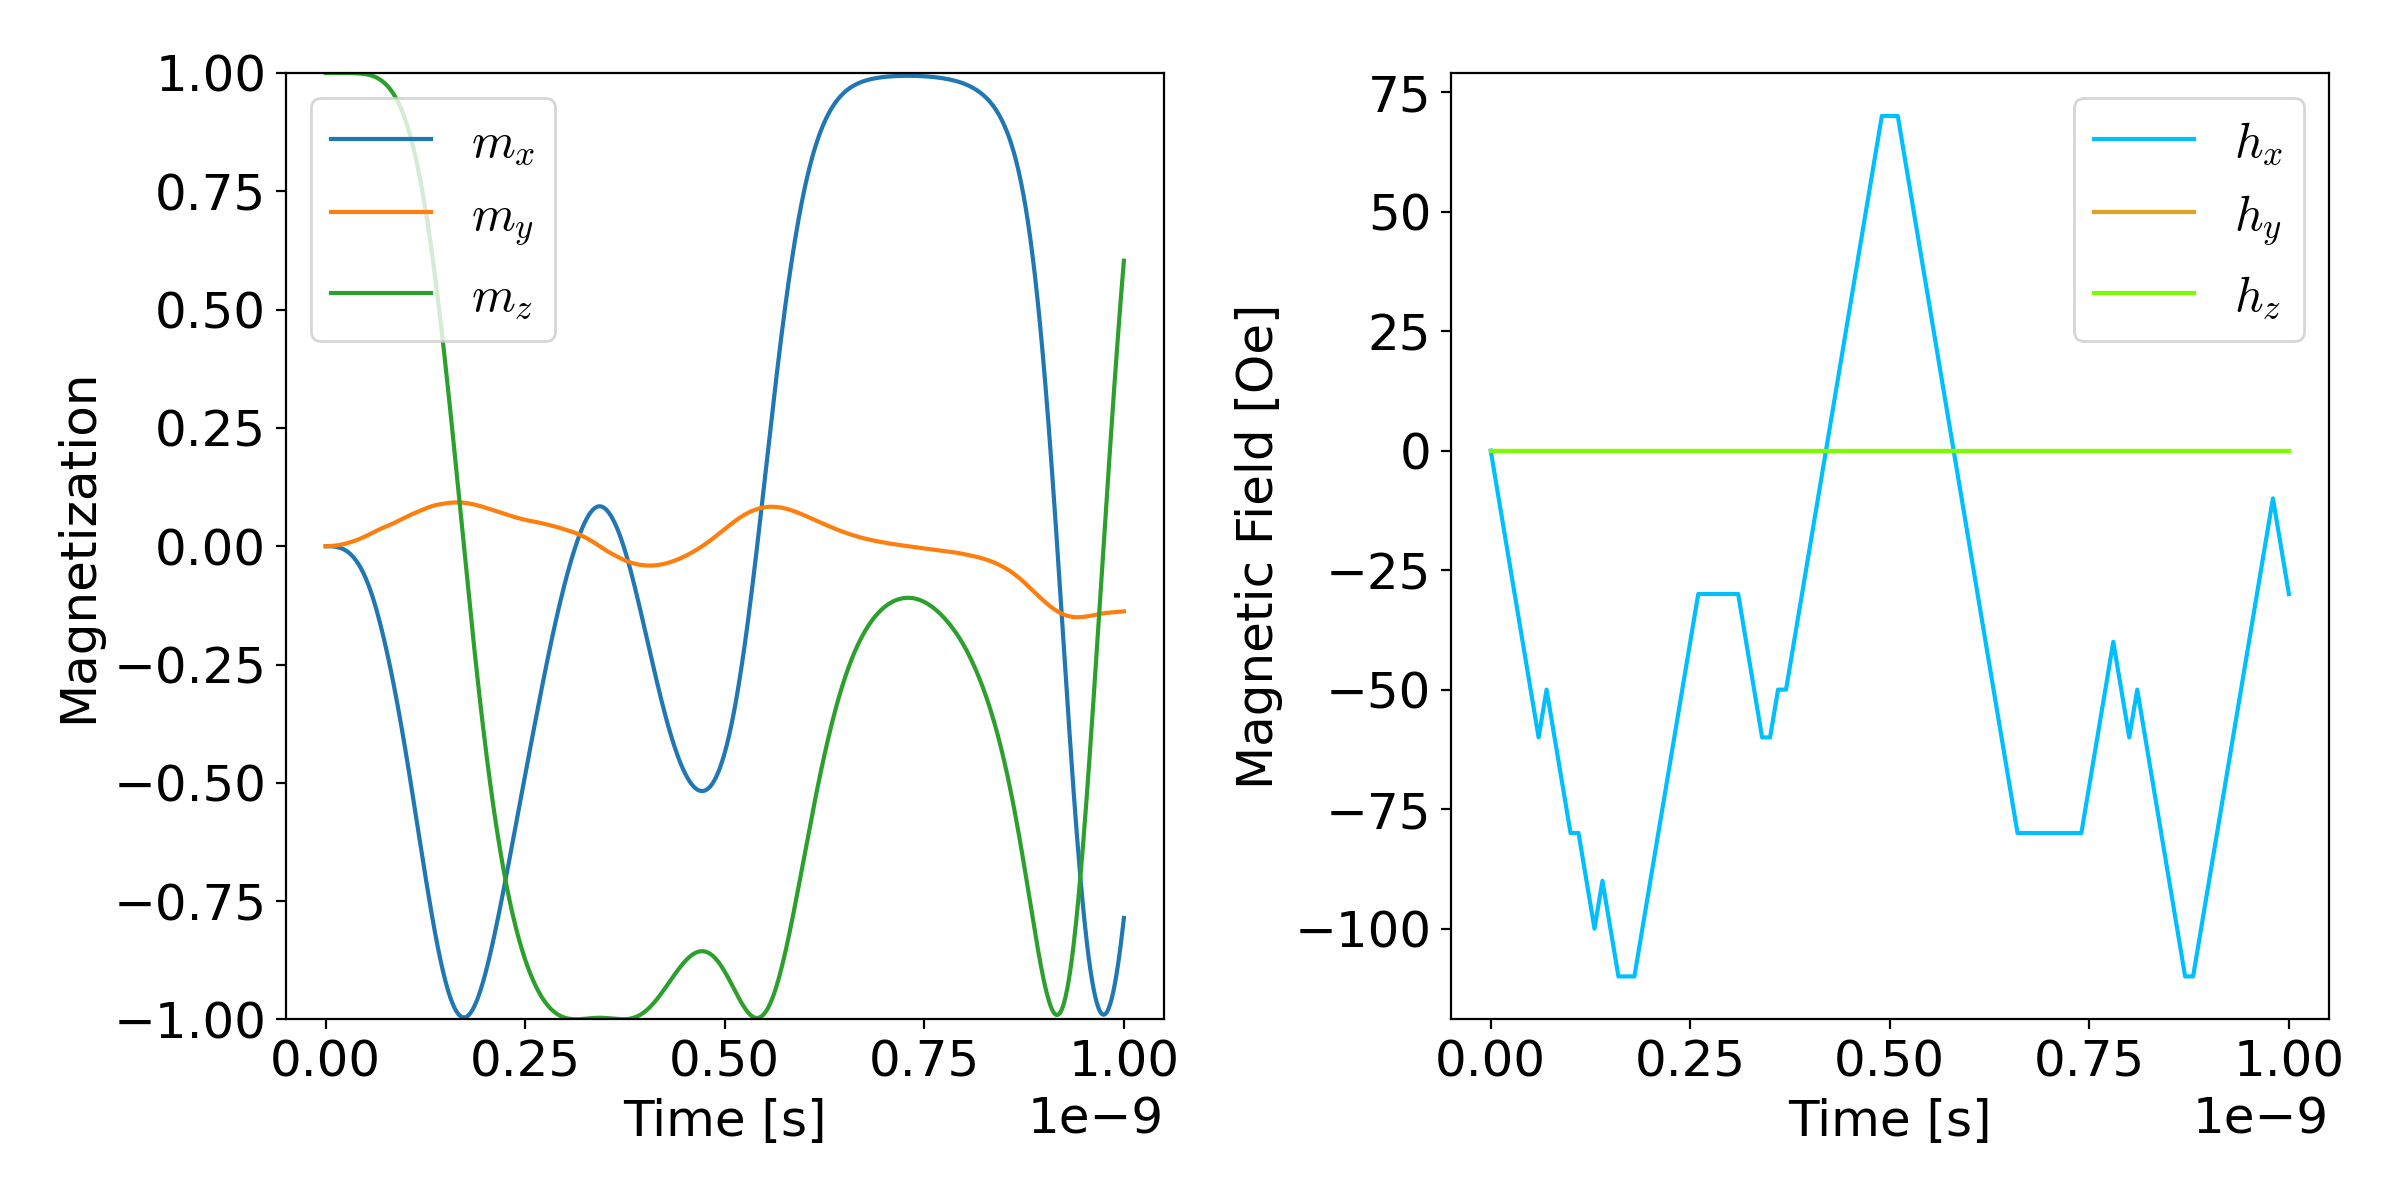 1.00
0.75
0.50
0.25
0.00
−0.25
−0.50
−0.75
−1.00
Magnetization
m_x
m_y
m_z
0.00 0.25 0.50 0.75 1.00
Time [s]
1e−9
75
50
25
0
−25
−50
−75
−100
Magnetic Field [Oe]
h_x
h_y
h_z
0.00 0.25 0.50 0.75 1.00
Time [s]
1e−9